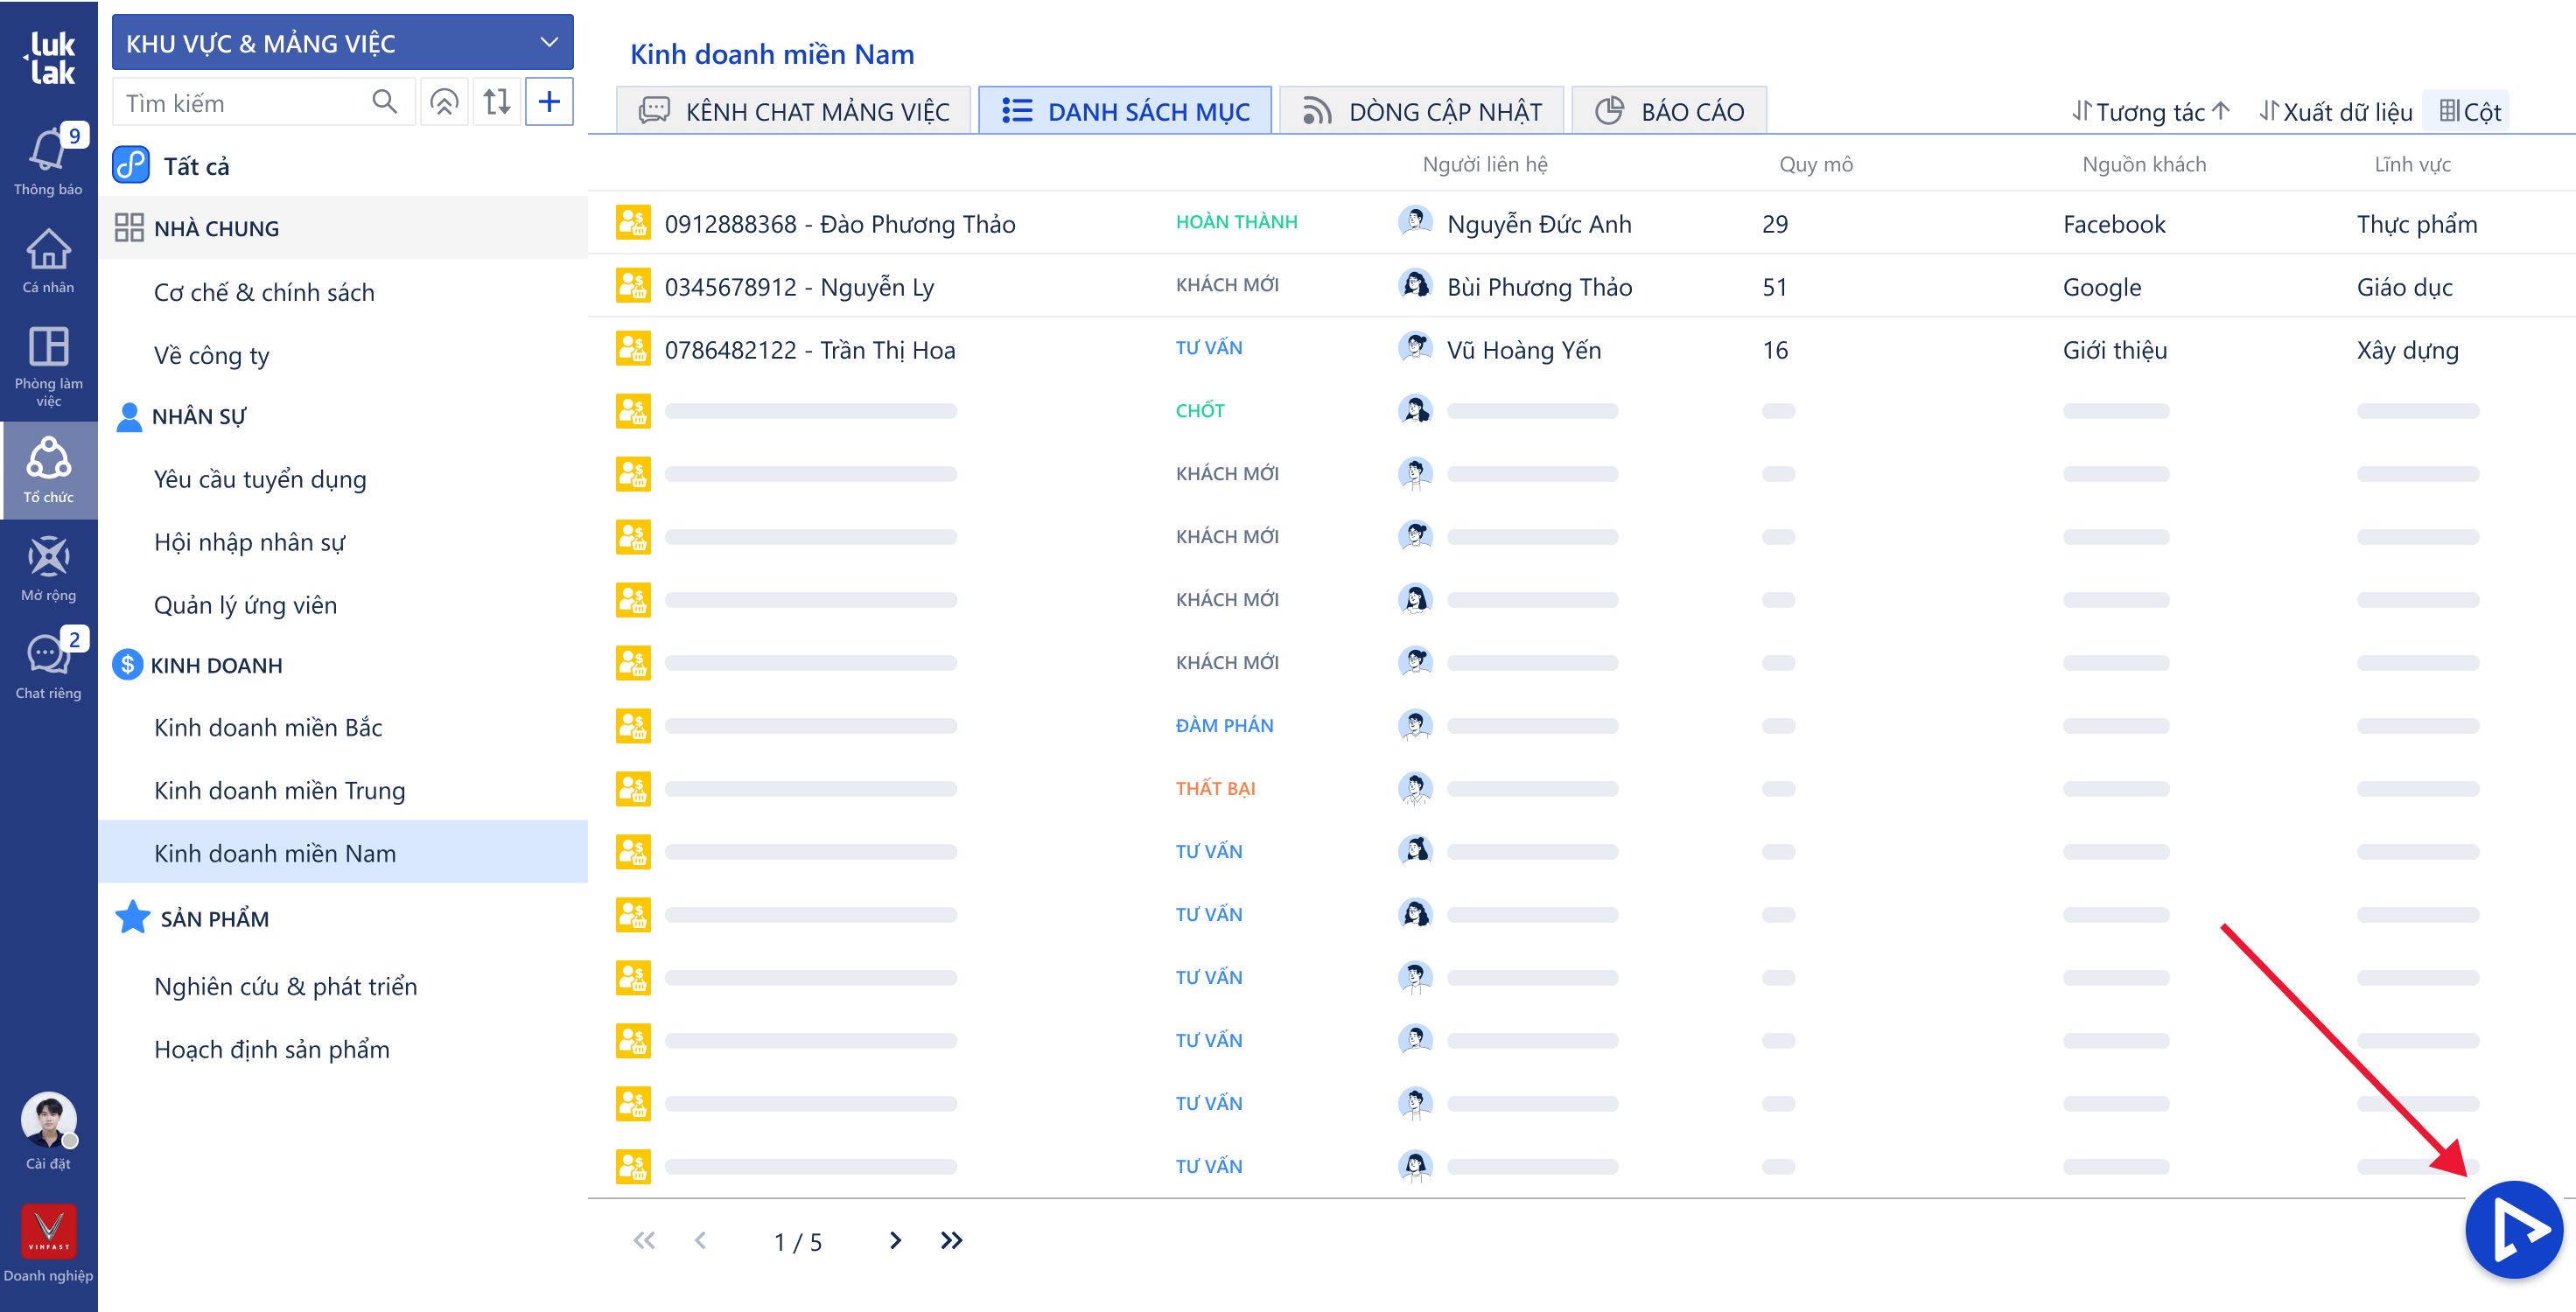 luk
lak
9
Thông báo
Cá nhân
Phòng làm
việc
Tổ chức
Mở rộng
2
Chat riêng
Cài đặt
VINFAST
Doanh nghiệp
KHU VỰC & MẢNG VIỆC
Tìm kiếm
Tất cả
NHÀ CHUNG
Cơ chế & chính sách
Về công ty
NHÂN SỰ
Yêu cầu tuyển dụng
Hội nhập nhân sự
Quản lý ứng viên
KINH DOANH
Kinh doanh miền Bắc
Kinh doanh miền Trung
Kinh doanh miền Nam
SẢN PHẨM
Nghiên cứu & phát triển
Hoạch định sản phẩm
Kinh doanh miền Nam
KÊNH CHAT MẢNG VIỆC DANH SÁCH MỤC DÒNG CẬP NHẬT BÁO CÁO Tương tác Xuất dữ liệu Cột
Người liên hệ Quy mô Nguồn khách Lĩnh vực
0912888368 - Đào Phương Thảo HOÀN THÀNH Nguyễn Đức Anh 29 Facebook Thực phẩm
0345678912 - Nguyễn Ly KHÁCH MỚI Bùi Phương Thảo 51 Google Giáo dục
0786482122 - Trần Thị Hoa TƯ VẤN Vũ Hoàng Yến 16 Giới thiệu Xây dựng
CHỐT
KHÁCH MỚI
KHÁCH MỚI
KHÁCH MỚI
KHÁCH MỚI
ĐÀM PHÁN
THẤT BẠI
TƯ VẤN
TƯ VẤN
TƯ VẤN
TƯ VẤN
TƯ VẤN
TƯ VẤN
1 / 5